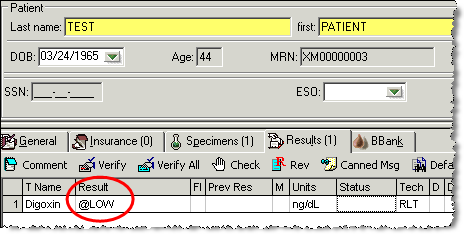 Patient
Last name: TEST first: PATIENT
DOB: 03/24/1965 Age: 44 MRN: XM00000003
SSN: ___-__-____ ESO:
General Insurance (0) Specimens (1) Results (1) BBank
Comment Verify Verify All Check Rev Canned Msg Defa
T Name Result Fl Prev Res M Units Status Tech D D
1 Digoxin @LOW ng/dL RLT